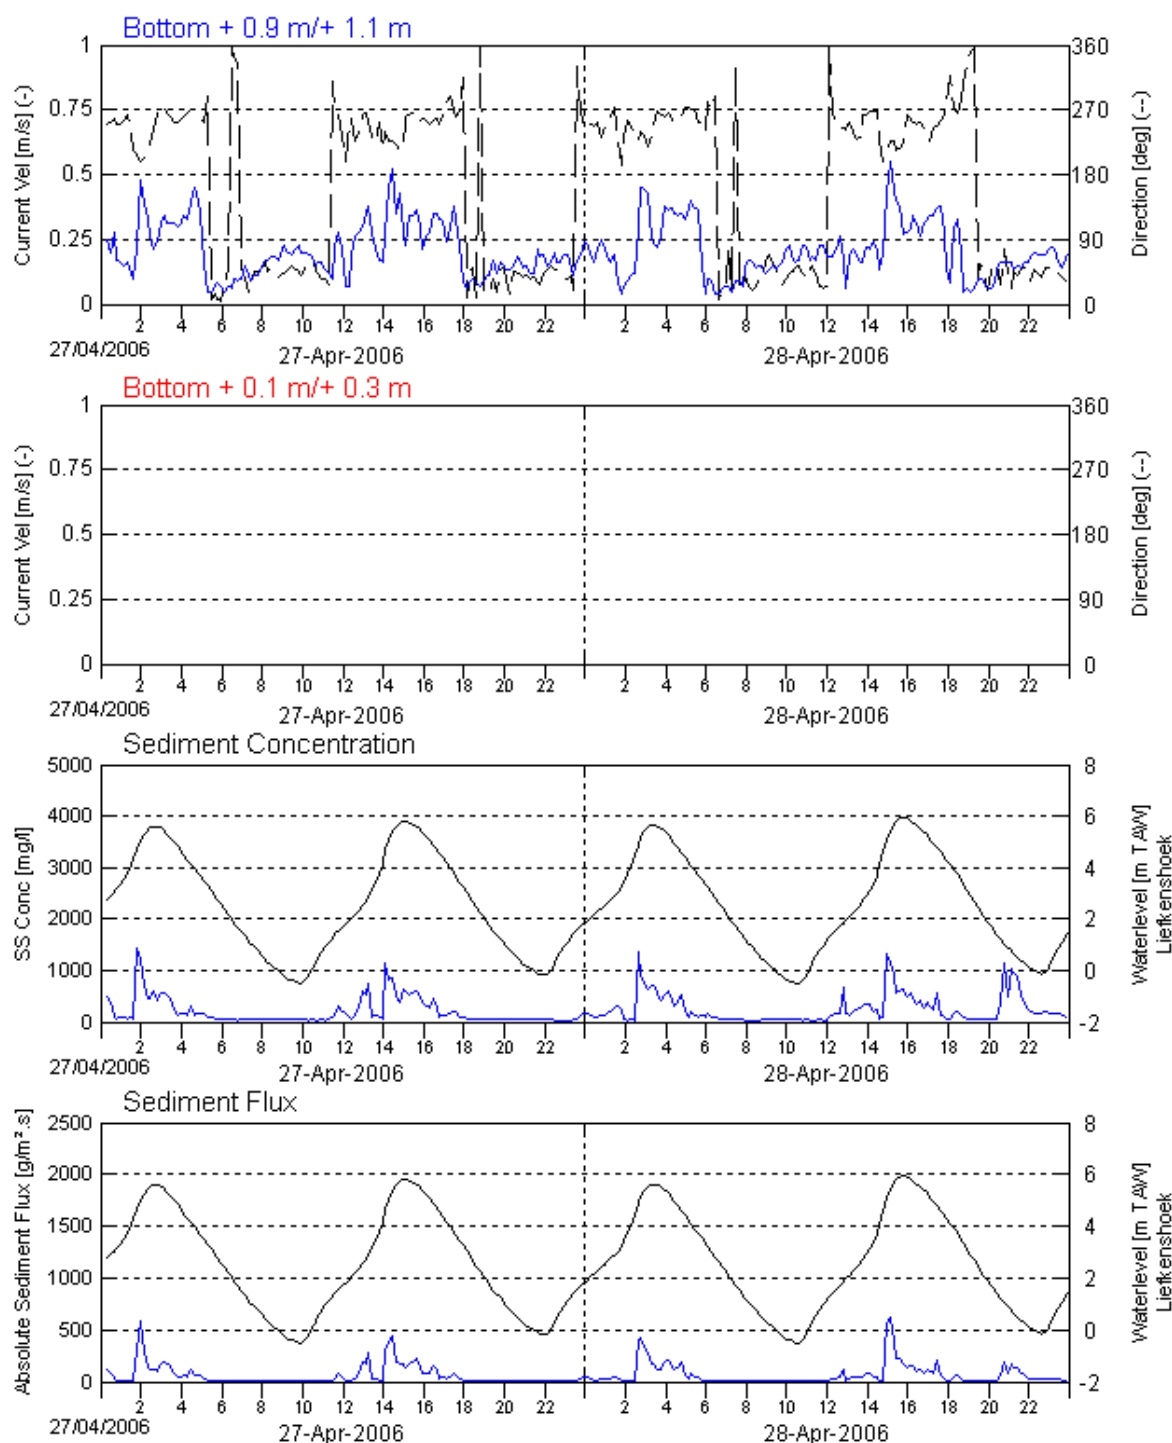 Bottom + 0.9 m/+ 1.1 m
Current Vel [m/s] (-)
1
0.75
0.5
0.25
0
360
270
180
90
0
Direction [deg] (--)
2 4 6 8 10 12 14 16 18 20 22 2 4 6 8 10 12 14 16 18 20 22
27/04/2006
27-Apr-2006
28-Apr-2006
Bottom + 0.1 m/+ 0.3 m
Current Vel [m/s] (-)
1
0.75
0.5
0.25
0
360
270
180
90
0
Direction [deg] (--)
2 4 6 8 10 12 14 16 18 20 22 2 4 6 8 10 12 14 16 18 20 22
27/04/2006
27-Apr-2006
28-Apr-2006
Sediment Concentration
SS Conc [mg/l]
5000
4000
3000
2000
1000
0
8
6
4
2
0
-2
Waterlevel [m TAW]
Liefkenshoek
2 4 6 8 10 12 14 16 18 20 22 2 4 6 8 10 12 14 16 18 20 22
27/04/2006
27-Apr-2006
28-Apr-2006
Sediment Flux
Absolute Sediment Flux [g/m².s]
2500
2000
1500
1000
500
0
8
6
4
2
0
-2
Waterlevel [m TAW]
Liefkenshoek
2 4 6 8 10 12 14 16 18 20 22 2 4 6 8 10 12 14 16 18 20 22
27/04/2006
27-Apr-2006
28-Apr-2006